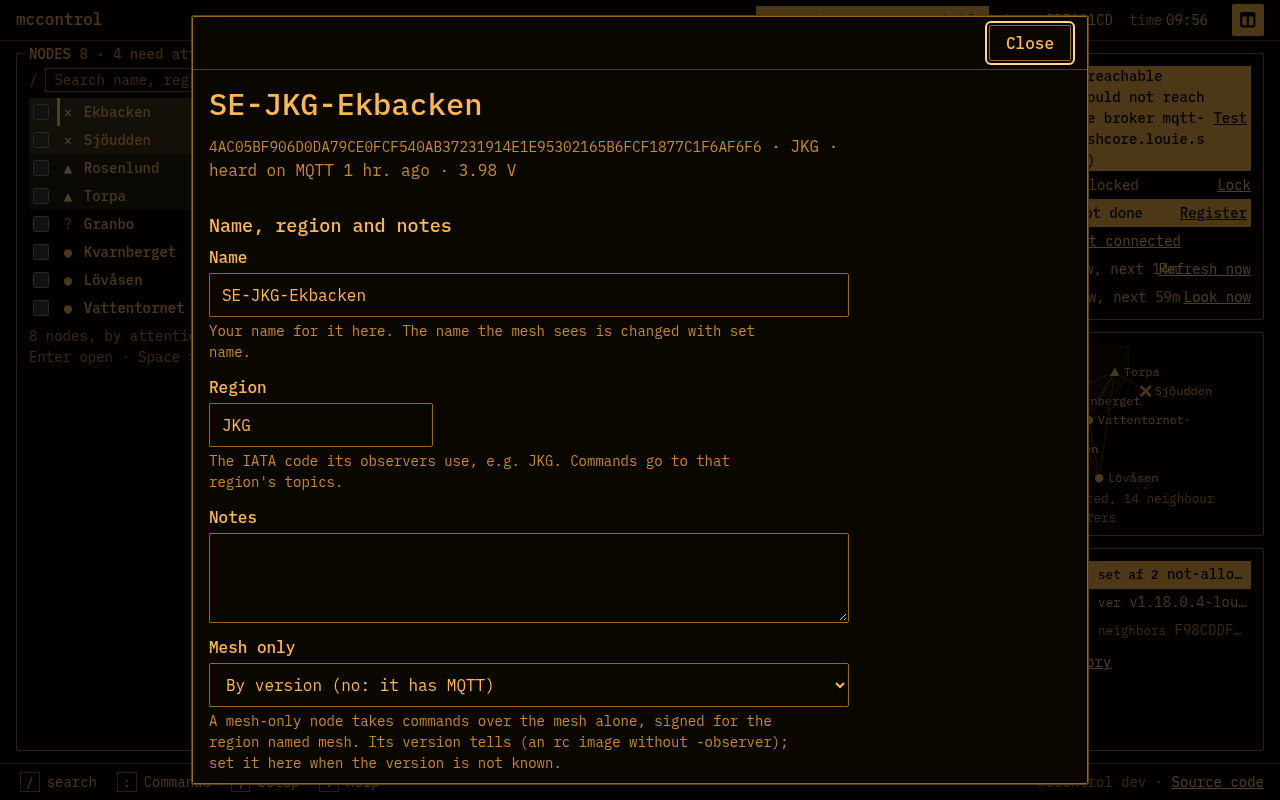 mccontrol
1CD time 09:56
NODES 8 · 4 need att
/ Search name, reg
× Ekbacken
× Sjöudden
▲ Rosenlund
▲ Torpa
? Granbo
● Kvarnberget
● Lövåsen
● Vattentornet
8 nodes, by attentio
Enter open · Space
Close
SE-JKG-Ekbacken
4AC05BF906D0DA79CE0FCF540AB37231914E1E95302165B6FCF1877C1F6AF6F6 · JKG ·
heard on MQTT 1 hr. ago · 3.98 V
Name, region and notes
Name
SE-JKG-Ekbacken
Your name for it here. The name the mesh sees is changed with set
name.
Region
JKG
The IATA code its observers use, e.g. JKG. Commands go to that
region's topics.
Notes
Mesh only
By version (no: it has MQTT)
A mesh-only node takes commands over the mesh alone, signed for the
region named mesh. Its version tells (an rc image without -observer);
set it here when the version is not known.
reachable
ould not reach
e broker mqtt- Test
shcore.louie.s
)
locked Lock
ot done Register
t connected
w, next 14m Refresh now
w, next 59m Look now
Torpa
Sjöudden
rnberget
Vattentornet
en
Lövåsen
ced, 14 neighbour
ters
set af 2 not-allo…
ver v1.18.0.4-lou…
neighbors F98CDDF…
ory
/ search : Comman
mccontrol dev · Source code